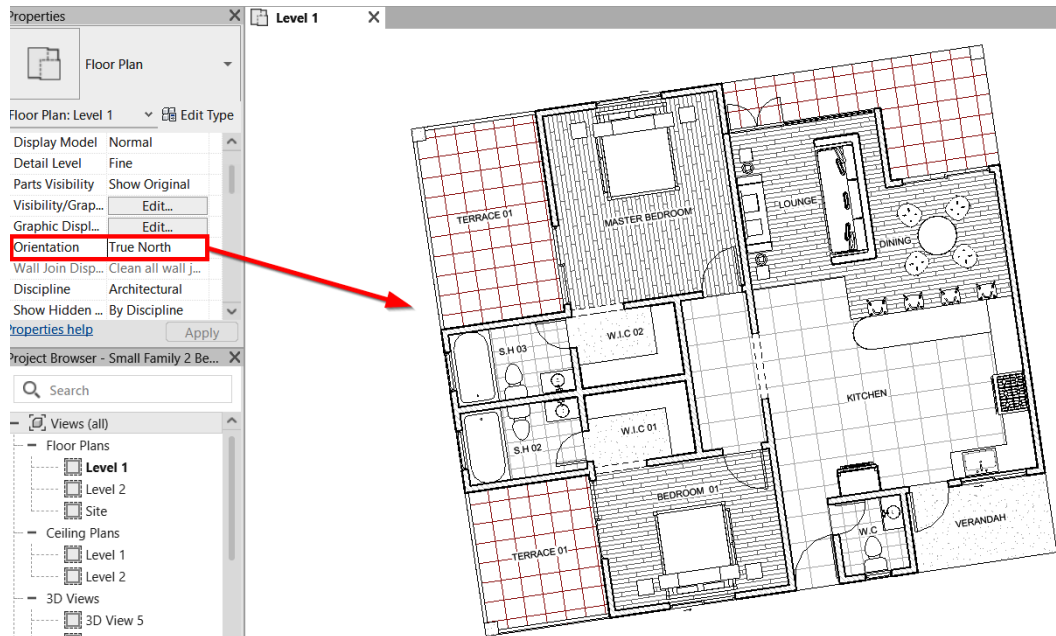 Properties
Level 1
Floor Plan
Floor Plan: Level 1
Edit Type
Display Model Normal
Detail Level Fine
Parts Visibility Show Original
Visibility/Grap... Edit...
Graphic Displ... Edit...
Orientation True North
Wall Join Disp... Clean all wall j...
Discipline Architectural
Show Hidden ... By Discipline
Properties help
Apply
Project Browser - Small Family 2 Be...
Search
Views (all)
Floor Plans
Level 1
Level 2
Site
Ceiling Plans
Level 1
Level 2
3D Views
3D View 5
TERRACE 01
MASTER BEDROOM
LOUNGE
DINING
S.H 03
W.I.C 02
KITCHEN
S.H 02
W.I.C 01
BEDROOM 01
TERRACE 01
W.C
VERANDAH